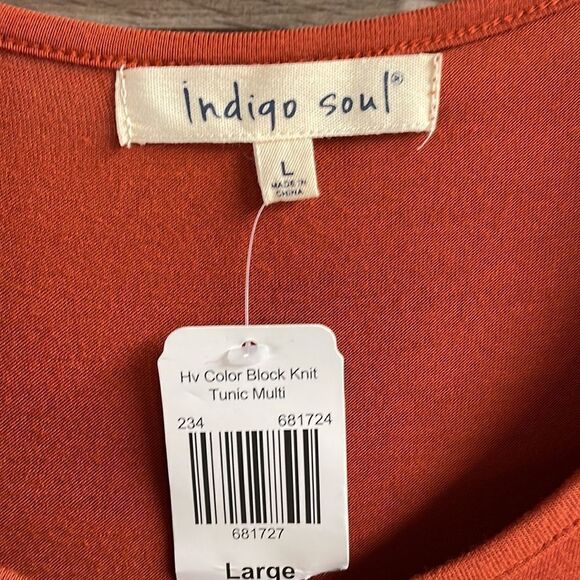 indigo soul®
L
MADE IN
CHINA
Hv Color Block Knit
Tunic Multi
234 681724
681727
Large